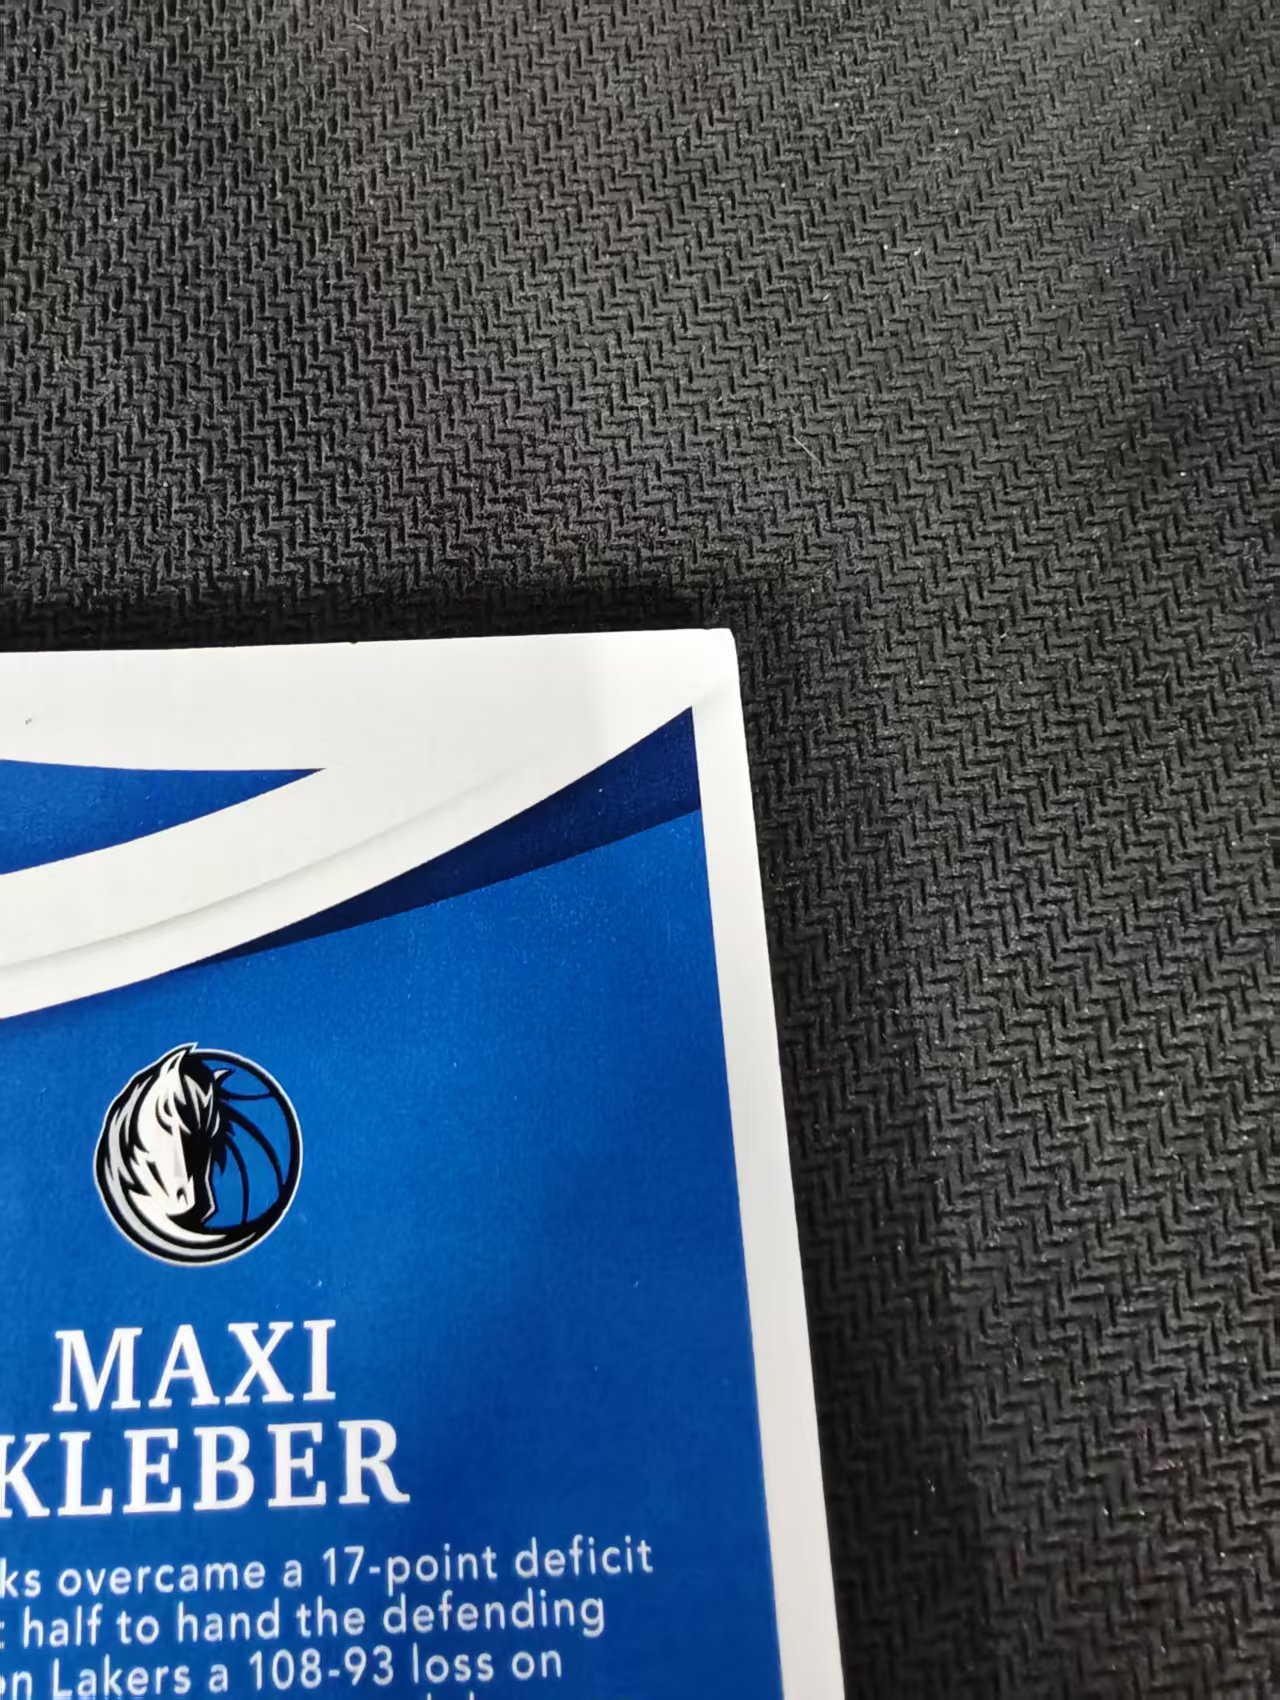 MAXI
KLEBER
ks overcame a 17-point deficit
half to hand the defending
Lakers a 108-93 loss on